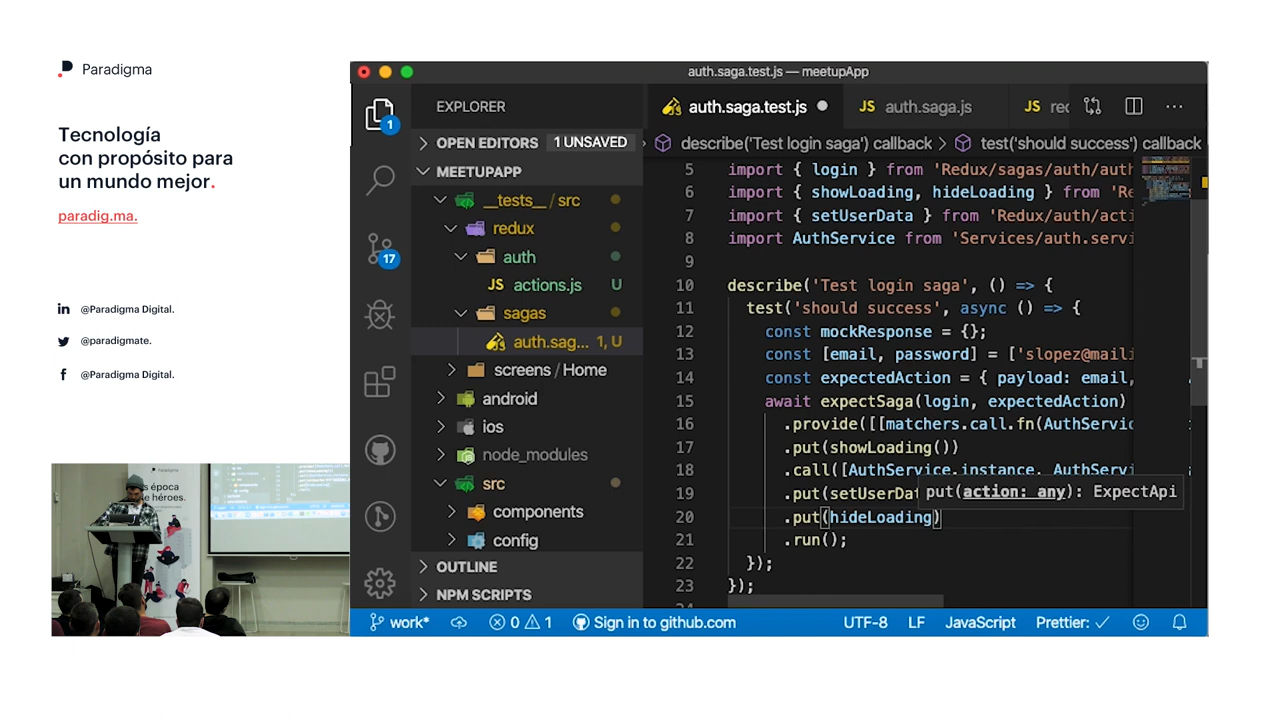 Paradigma
Tecnología
con propósito para
un mundo mejor.
paradig.ma.
@Paradigma Digital.
@paradigmate.
@Paradigma Digital.
Paradigma
época
héroes.
auth.saga.test.js — meetupApp
EXPLORER
auth.saga.test.js
JS auth.saga.js
JS
1
OPEN EDITORS 1 UNSAVED
describe('Test login saga') callback
test('should success') callback
MEETUPAPP
__tests__ / src
redux
auth
JS actions.js U
sagas
auth.sag... 1, U
screens / Home
android
ios
node_modules
src
components
config
OUTLINE
NPM SCRIPTS
17
5 import { login } from 'Redux/sagas/auth/auth
6 import { showLoading, hideLoading } from 'Re
7 import { setUserData } from 'Redux/auth/acti
8 import AuthService from 'Services/auth.servi
9
10 describe('Test login saga', () => {
11 test('should success', async () => {
12 const mockResponse = {};
13 const [email, password] = ['slopez@maili
14 const expectedAction = { payload: email,
15 await expectSaga(login, expectedAction)
16 .provide([[matchers.call.fn(AuthServic
17 .put(showLoading())
18 .call([AuthService.instance, AuthServi
19 .put(setUserDat
put(action: any): ExpectApi
20 .put(hideLoading)
21 .run();
22 });
23 });
work*
0
1
Sign in to github.com
UTF-8
LF
JavaScript
Prettier: ✓